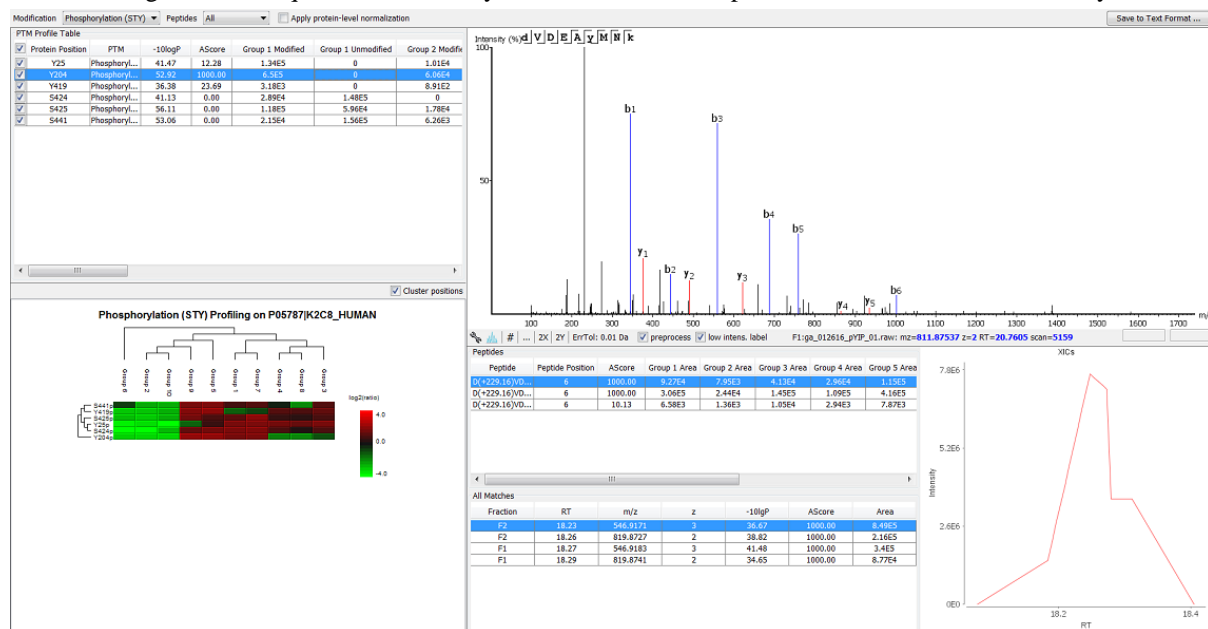 Modification Phosphorylation (STY) Peptides All Apply protein-level normalization Save to Text Format ...
PTM Profile Table
Protein Position PTM -10logP AScore Group 1 Modified Group 1 Unmodified Group 2 Modifie
Y25 Phosphoryl... 41.47 12.28 1.34E5 0 1.01E4
Y204 Phosphoryl... 52.92 1000.00 6.5E5 0 6.06E4
Y419 Phosphoryl... 36.38 23.69 3.18E3 0 8.91E2
S424 Phosphoryl... 41.13 0.00 2.89E4 1.48E5 0
S425 Phosphoryl... 56.11 0.00 1.18E5 5.96E4 1.78E4
S441 Phosphoryl... 53.06 0.00 2.15E4 1.56E5 6.26E3
Cluster positions
Phosphorylation (STY) Profiling on P05787|K2C8_HUMAN
Group 6 Group 2 Group 10 Group 9 Group 5 Group 1 Group 7 Group 4 Group 8 Group 3
log2(ratio)
S441p
Y419p
S425p
Y25p
S424p
Y204p
4.0
0.0
-4.0
Intensity (%) d V D E A y M N k
100
50
b1
b3
b4
b5
y1
b2
y2
y3
b6
y4
y5
100 200 300 400 500 600 700 800 900 1000 1100 1200 1300 1400 1500 1600 1700
m/
# ... 2X 2Y ErrTol: 0.01 Da preprocess low intens. label F1:ga_012616_pYIP_01.raw: mz=811.87537 z=2 RT=20.7605 scan=5159
Peptides
Peptide Peptide Position AScore Group 1 Area Group 2 Area Group 3 Area Group 4 Area Group 5 Area
D(+229.16)VD... 6 1000.00 9.27E4 7.95E3 4.13E4 2.96E4 1.15E5
D(+229.16)VD... 6 1000.00 3.06E5 2.44E4 1.45E5 1.09E5 4.16E5
D(+229.16)VD... 6 10.13 6.58E3 1.36E3 1.05E4 2.94E3 7.87E3
All Matches
Fraction RT m/z z -10lgP AScore Area
F2 18.23 546.9171 3 36.67 1000.00 8.49E5
F2 18.26 819.8727 2 38.82 1000.00 2.16E5
F1 18.27 546.9183 3 41.48 1000.00 3.4E5
F1 18.29 819.8741 2 34.65 1000.00 8.77E4
XICs
7.8E6
5.2E6
Intensity
2.6E6
0E0
18.2 18.4
RT